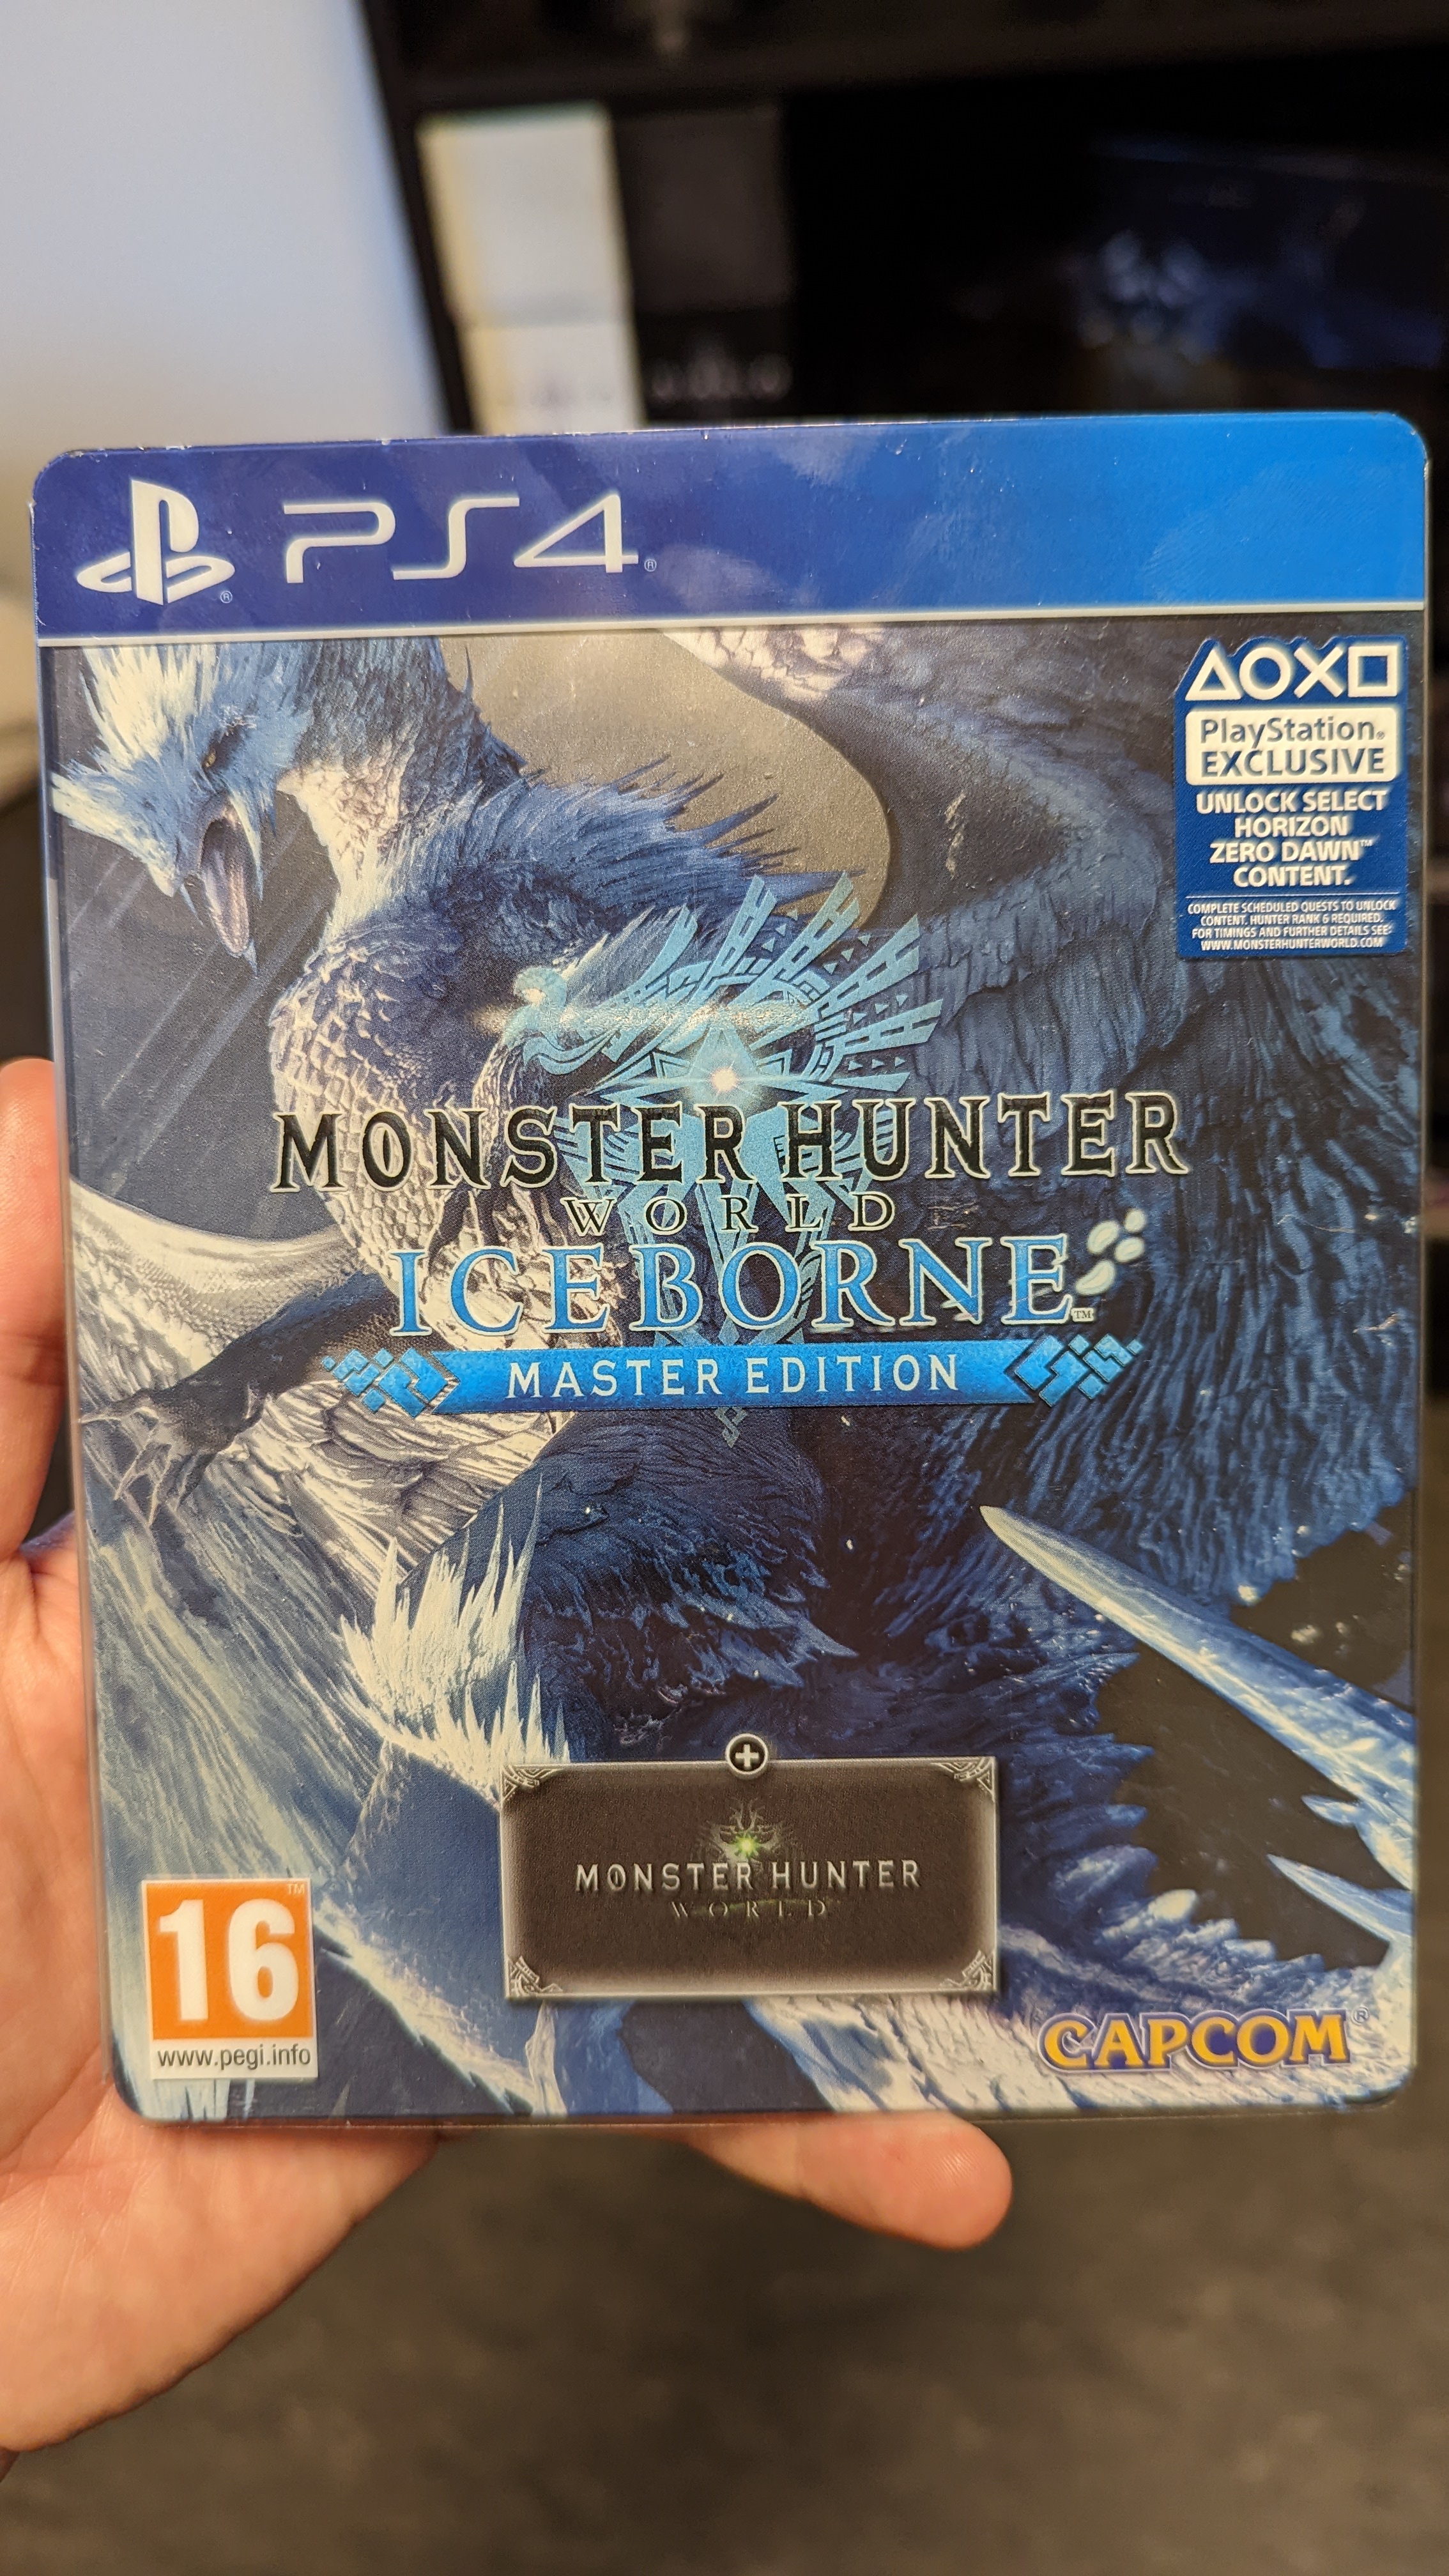 PS4®
PlayStation®
EXCLUSIVE
UNLOCK SELECT
HORIZON
ZERO DAWN™
CONTENT.
COMPLETE SCHEDULED QUESTS TO UNLOCK
CONTENT. HUNTER RANK 6 REQUIRED.
FOR TIMINGS AND FURTHER DETAILS SEE:
WWW.MONSTERHUNTERWORLD.COM
MONSTER HUNTER
WORLD
ICEBORNE™
MASTER EDITION
MONSTER HUNTER
WORLD
16™
www.pegi.info
CAPCOM®